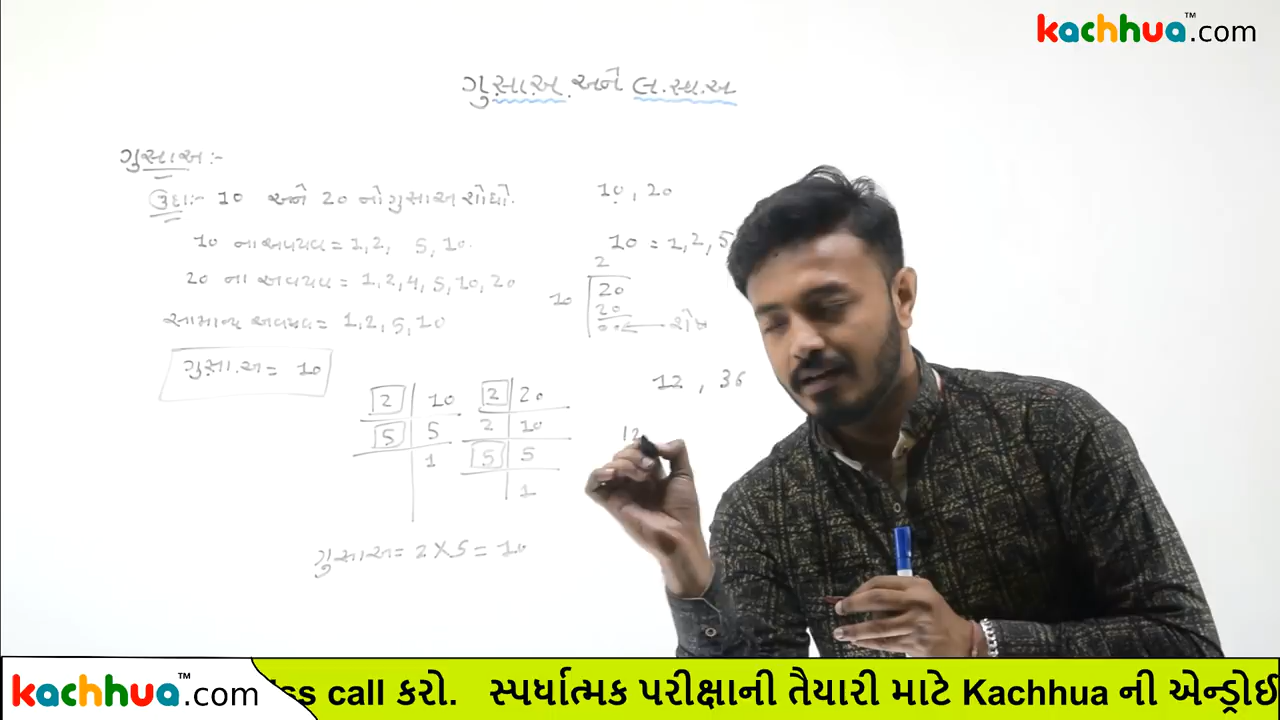 kachhua™.com
ગુ.સા.અ. અને લ.સા.અ
ગુસાઅ :-
ઉદા:- 10 અને 20 નો ગુસાઅ શોધો.
10 ના અવયવ = 1,2, 5, 10.
20 ના અવયવ = 1,2,4, 5, 10, 20
સામાન્ય અવયવ = 1,2, 5, 10
ગુસા.અ = 10
2 | 10
5 | 5
1
2 | 20
2 | 10
5 | 5
1
ગુસાઅ = 2 X 5 = 10
10 , 20
10 = 1,2, 5
2
10 | 20
20
00 ← શેષ
12 , 36
12
kachhua™.com
iss call કરો. સ્પર્ધાત્મક પરીક્ષાની તૈયારી માટે Kachhua ની એન્ડ્રોઈ